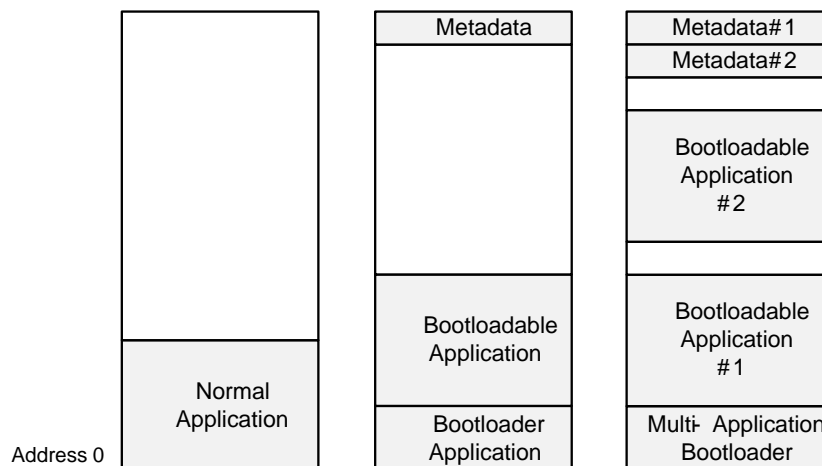 Metadata
Metadata#1
Metadata#2
Bootloadable
Application
#2
Bootloadable
Application
Bootloadable
Application
#1
Normal
Application
Bootloader
Application
Multi- Application
Bootloader
Address 0